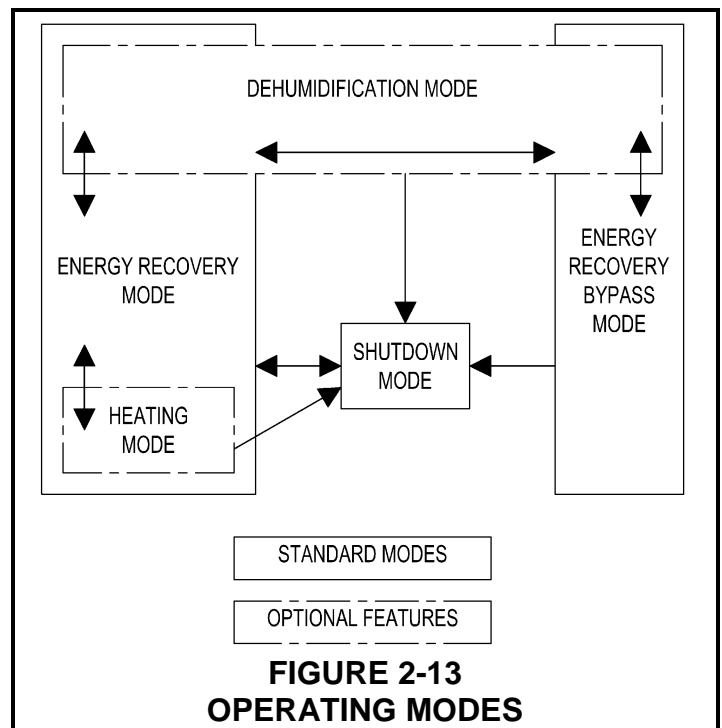 DEHUMIDIFICATION MODE
ENERGY RECOVERY
MODE
ENERGY
RECOVERY
BYPASS
MODE
SHUTDOWN
MODE
HEATING
MODE
STANDARD MODES
OPTIONAL FEATURES
FIGURE 2-13
OPERATING MODES